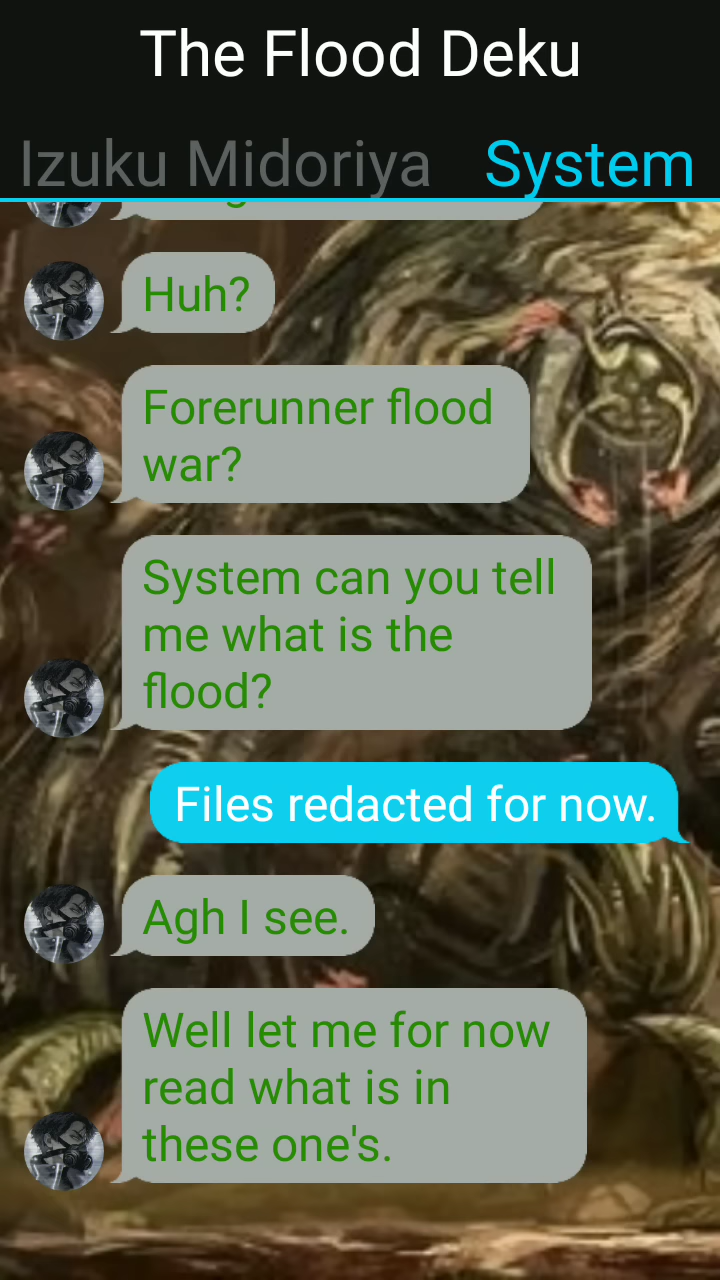 The Flood Deku
Izuku Midoriya System
Huh?
Forerunner flood
war?
System can you tell
me what is the
flood?
Files redacted for now.
Agh I see.
Well let me for now
read what is in
these one's.